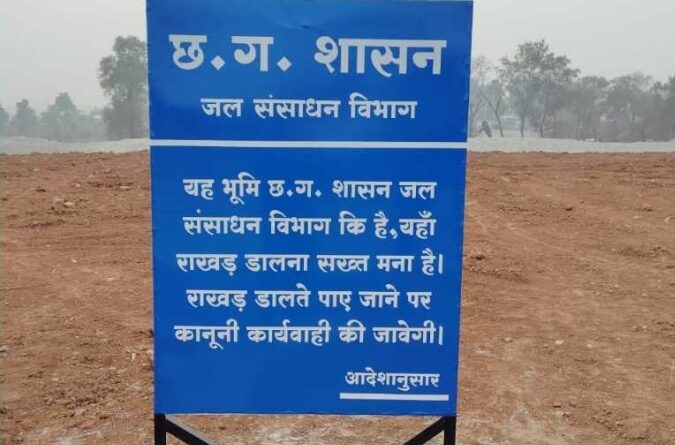 छ.ग. शासन
जल संसाधन विभाग
यह भूमि छ.ग. शासन जल
संसाधन विभाग कि है,यहाँ
राखड़ डालना सख्त मना है।
राखड़ डालते पाए जाने पर
कानूनी कार्यवाही की जावेगी।
आदेशानुसार